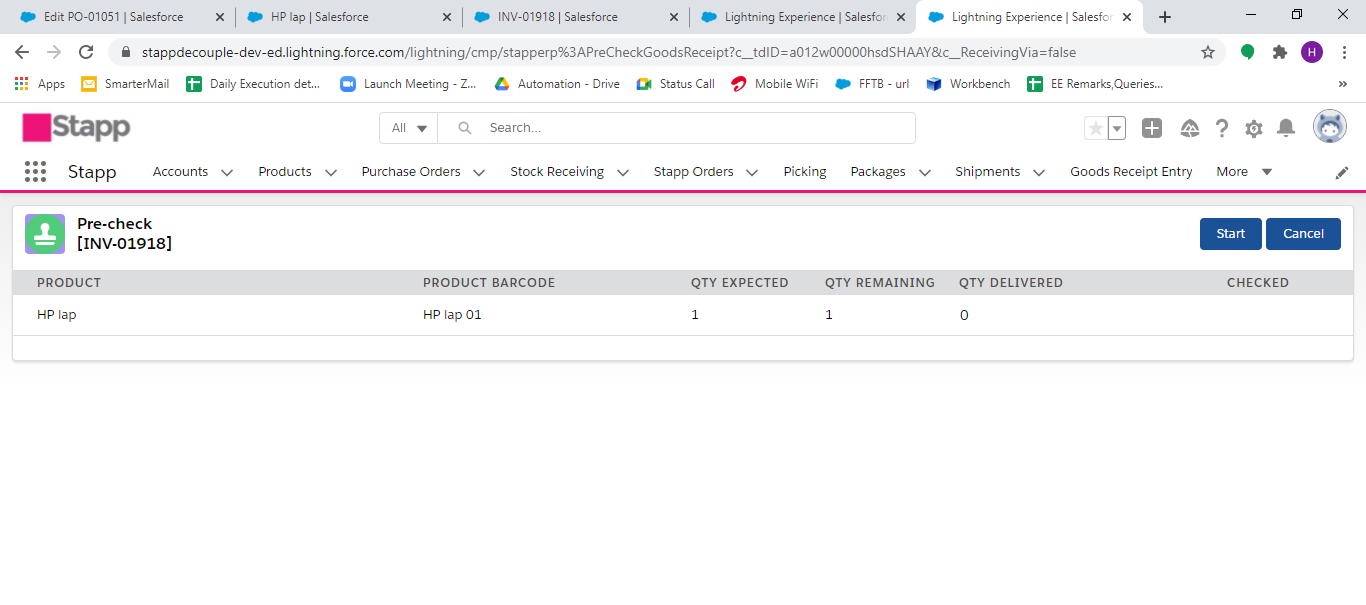 Edit PO-01051 | Salesforce HP lap | Salesforce INV-01918 | Salesforce Lightning Experience | Salesfor Lightning Experience | Salesfor
stappdecouple-dev-ed.lightning.force.com/lightning/cmp/stapperp%3APreCheckGoodsReceipt?c__tdID=a012w00000hsdSHAAY&c__ReceivingVia=false H
Apps SmarterMail Daily Execution det... Launch Meeting - Z... Automation - Drive Status Call Mobile WiFi FFTB - url Workbench EE Remarks,Queries... »
Stapp All Search...
Stapp Accounts Products Purchase Orders Stock Receiving Stapp Orders Picking Packages Shipments Goods Receipt Entry More
Pre-check
[INV-01918]
Start Cancel
PRODUCT PRODUCT BARCODE QTY EXPECTED QTY REMAINING QTY DELIVERED CHECKED
HP lap HP lap 01 1 1 0